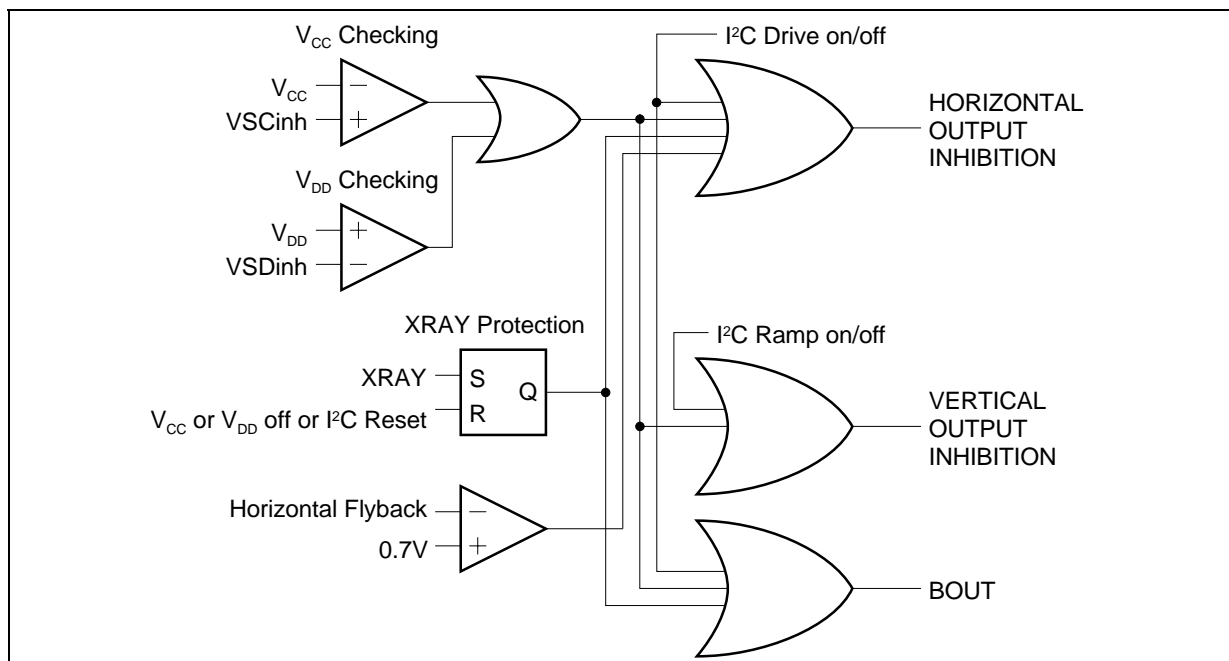 V_CC Checking
V_CC
−
VSCinh
+
V_DD Checking
V_DD
+
VSDinh
−
XRAY Protection
XRAY
S
Q
V_CC or V_DD off or I²C Reset
R
Horizontal Flyback
−
0.7V
+
I²C Drive on/off
HORIZONTAL
OUTPUT
INHIBITION
I²C Ramp on/off
VERTICAL
OUTPUT
INHIBITION
BOUT